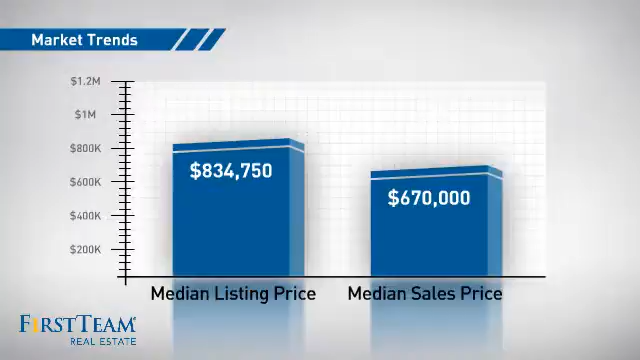 Market Trends
$1.2M
$1M
$800K
$600K
$400K
$200K
$834,750
$670,000
Median Listing Price
Median Sales Price
FIRSTTEAM®
REAL ESTATE